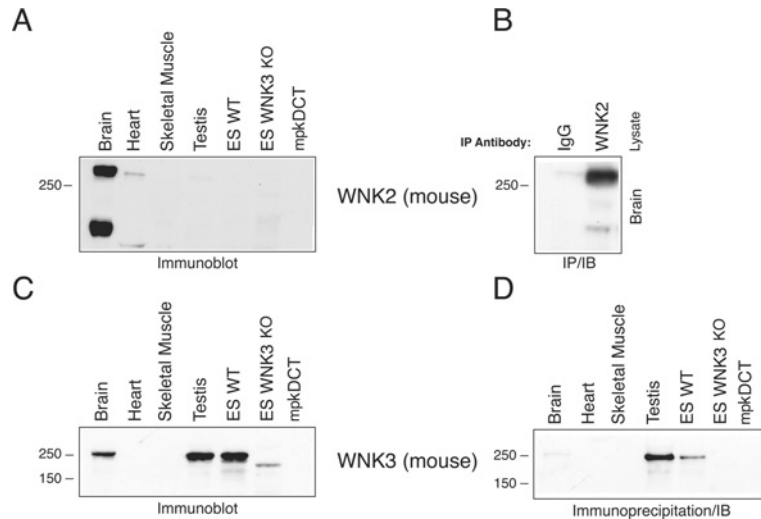 A
Brain
Heart
Skeletal Muscle
Testis
ES WT
ES WNK3 KO
mpkDCT
250
Immunoblot
WNK2 (mouse)
B
IP Antibody:
IgG
WNK2
Lysate
250
Brain
IP/IB
C
Brain
Heart
Skeletal Muscle
Testis
ES WT
ES WNK3 KO
mpkDCT
250
150
Immunoblot
WNK3 (mouse)
D
Brain
Heart
Skeletal Muscle
Testis
ES WT
ES WNK3 KO
mpkDCT
250
150
Immunoprecipitation/IB